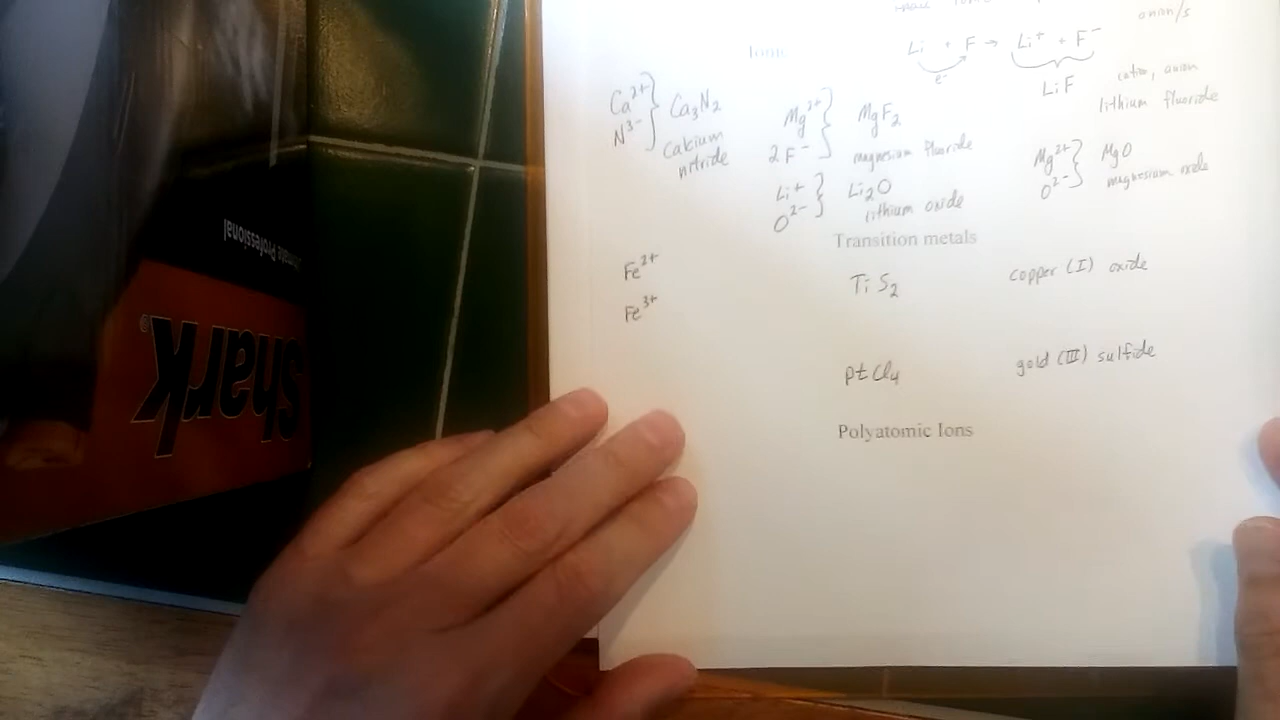 anion/s
Ionic
Li + F → Li⁺ + F⁻
e⁻
LiF
cation, anion
lithium fluoride
Ca²⁺
N³⁻
Ca₃N₂
Calcium
nitride
Mg²⁺
2 F⁻
MgF₂
magnesium fluoride
Mg²⁺
O²⁻
MgO
magnesium oxide
Li⁺
O²⁻
Li₂O
lithium oxide
Transition metals
Fe²⁺
Fe³⁺
TiS₂
copper (I) oxide
ptCl₄
gold (III) sulfide
Polyatomic Ions
Professional
Shark